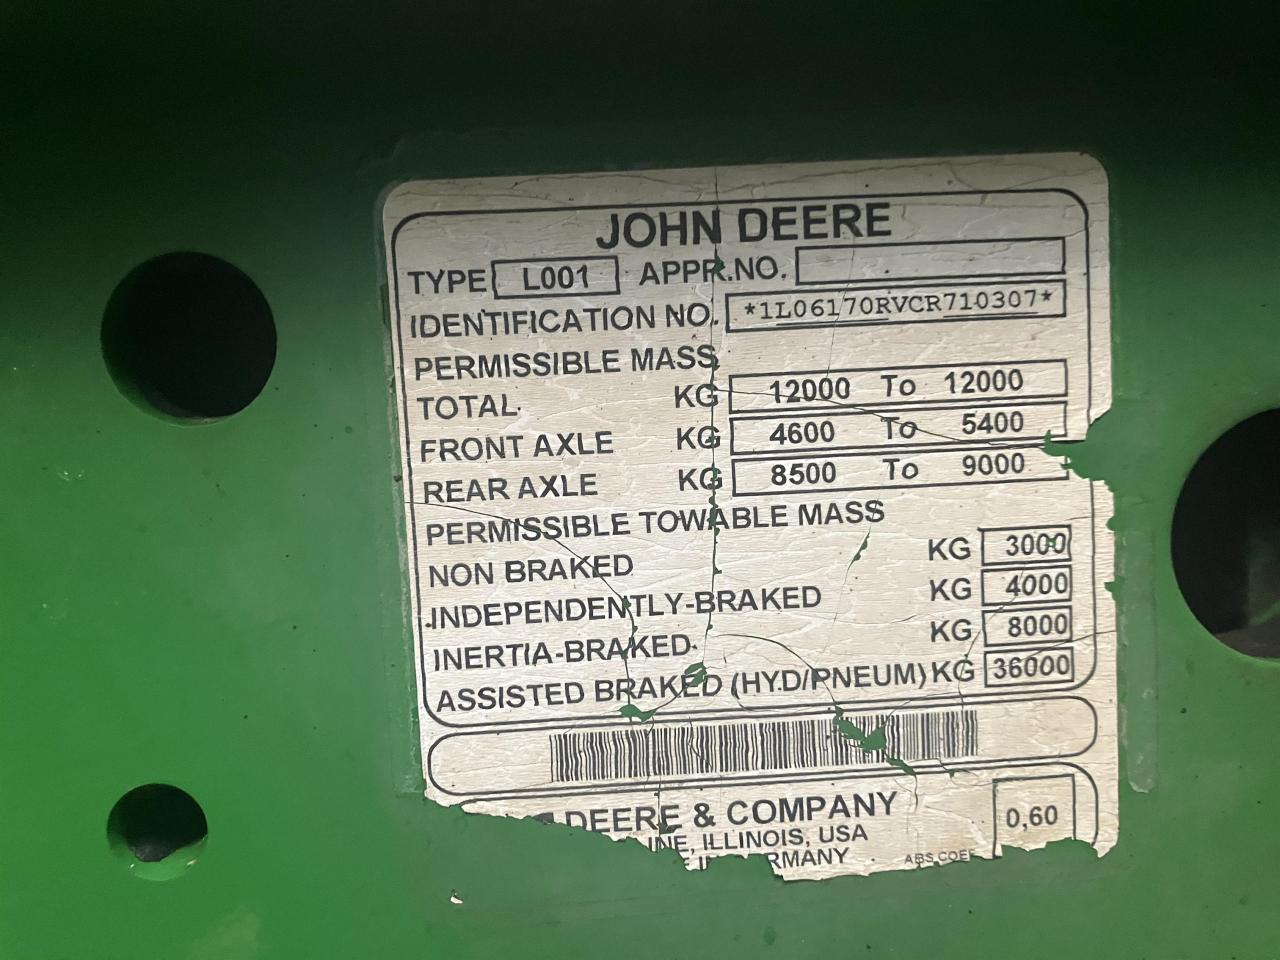 JOHN DEERE
TYPE L001 APPR.NO.
IDENTIFICATION NO. *1L06170RVCR710307*
PERMISSIBLE MASS
TOTAL KG 12000 To 12000
FRONT AXLE KG 4600 To 5400
REAR AXLE KG 8500 To 9000
PERMISSIBLE TOWABLE MASS
NON BRAKED KG 3000
INDEPENDENTLY-BRAKED KG 4000
INERTIA-BRAKED KG 8000
ASSISTED BRAKED (HYD/PNEUM) KG 36000
DEERE & COMPANY
ILLINOIS, USA
0,60